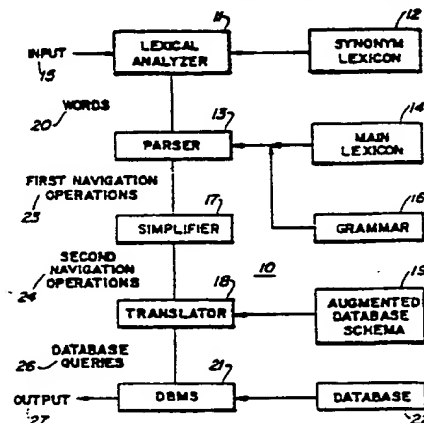 11
12
INPUT
LEXICAL
ANALYZER
SYNONYM
LEXICON
15
WORDS
20
13
14
PARSER
MAIN
LEXICON
FIRST NAVIGATION
OPERATIONS
23
17
16
SIMPLIFIER
GRAMMAR
SECOND
NAVIGATION
OPERATIONS
24
10
18
19
TRANSLATOR
AUGMENTED
DATABASE
SCHEMA
DATABASE
QUERIES
26
21
OUTPUT
DBMS
DATABASE
27
22